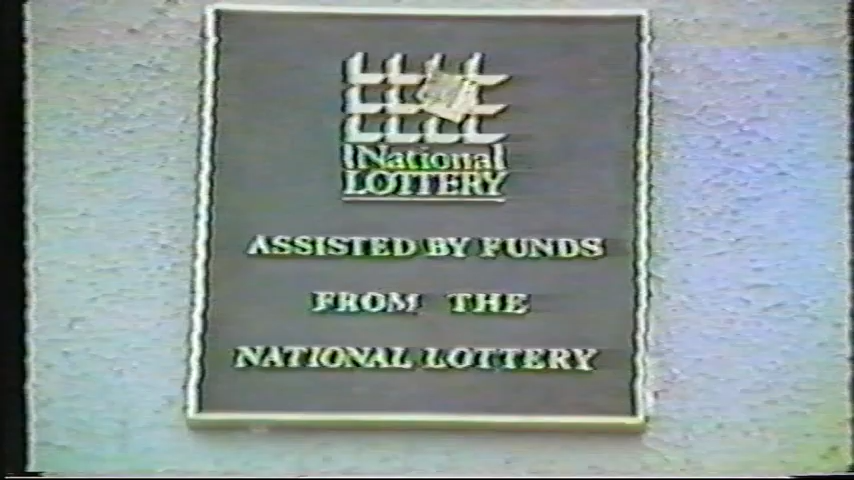 National
LOTTERY
ASSISTED BY FUNDS
FROM THE
NATIONAL LOTTERY